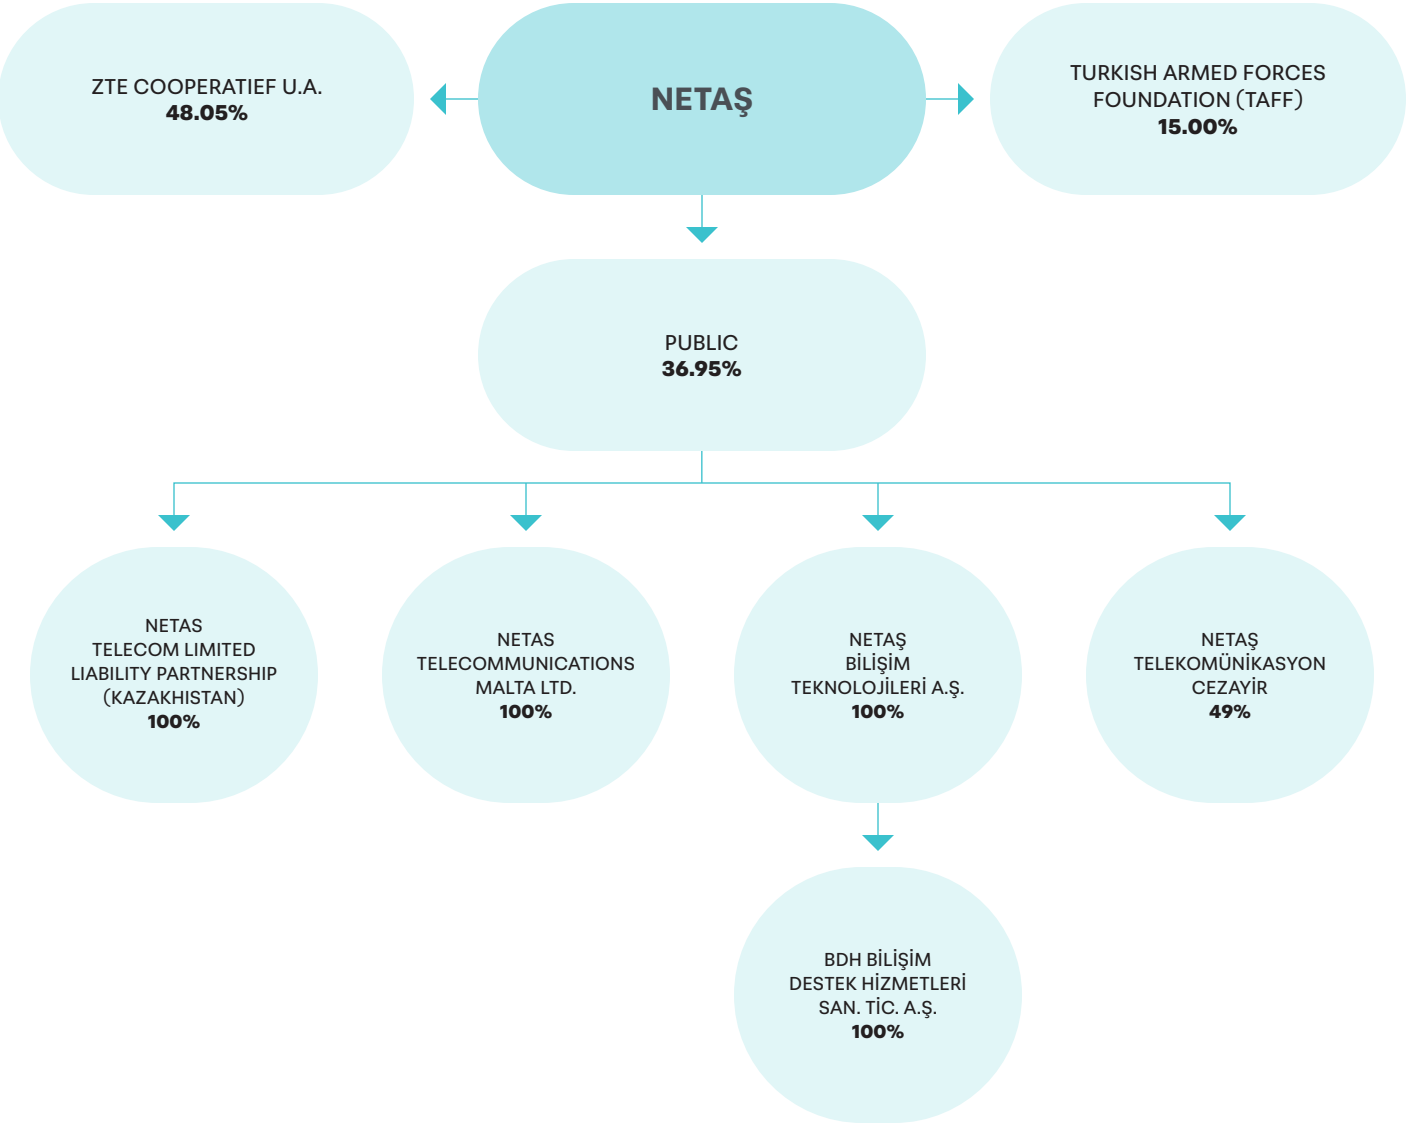 ZTE COOPERATIEF U.A.
48.05%
NETAŞ
TURKISH ARMED FORCES
FOUNDATION (TAFF)
15.00%
PUBLIC
36.95%
NETAS
TELECOM LIMITED
LIABILITY PARTNERSHIP
(KAZAKHISTAN)
100%
NETAS
TELECOMMUNICATIONS
MALTA LTD.
100%
NETAŞ
BİLİŞİM
TEKNOLOJİLERİ A.Ş.
100%
NETAŞ
TELEKOMÜNİKASYON
CEZAYİR
49%
BDH BİLİŞİM
DESTEK HİZMETLERİ
SAN. TİC. A.Ş.
100%